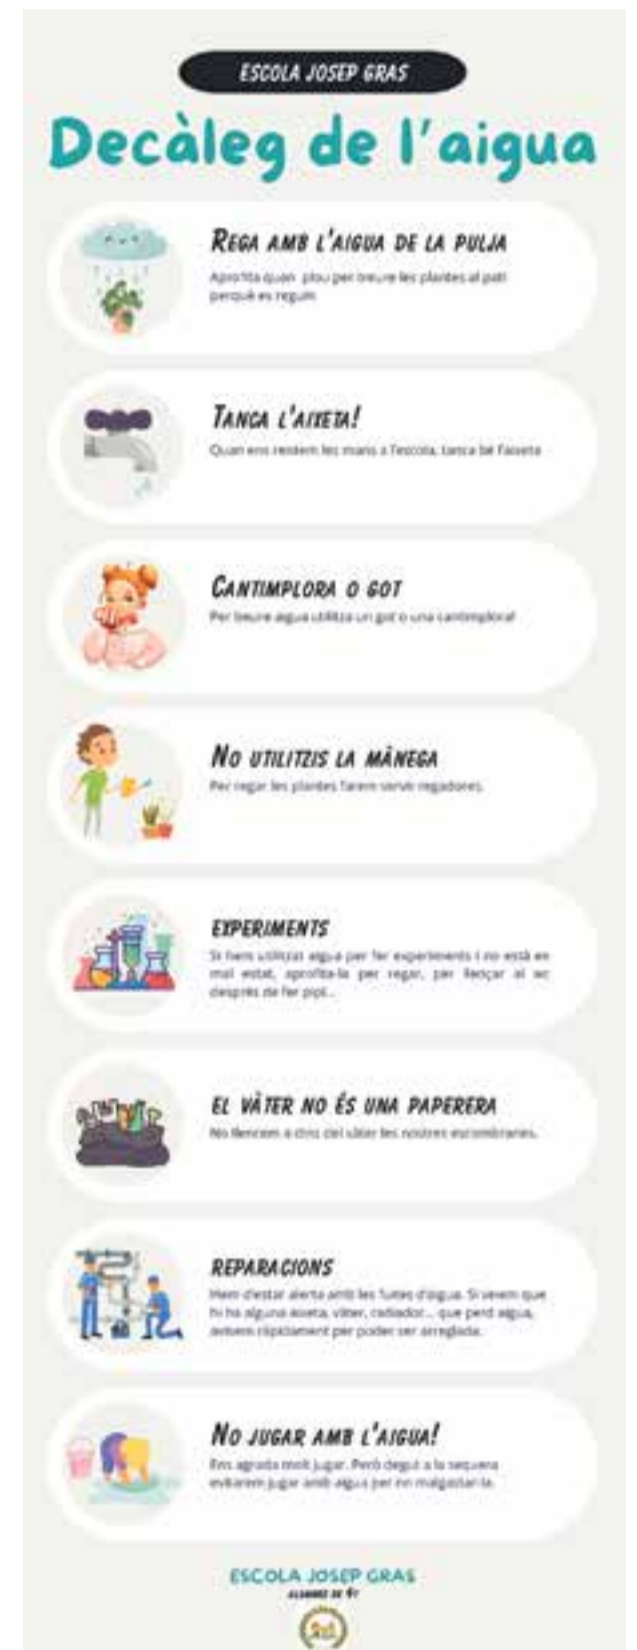 ESCOLA JOSEP GRAS
Decàleg de l'aigua
REGA AMB L'AIGUA DE LA PULJA
Aprofita quan plou per treure les plantes al pati
perquè es reguin
TANCA L'AIXETA!
Quan ens rentem les mans a l'escola, tanca bé l'aixeta
CANTIMPLORA O GOT
Per beure aigua utilitza un got o una cantimplora!
NO UTILITZIS LA MÀNEGA
Per regar les plantes farem servir regadores.
EXPERIMENTS
Si hem utilitzat aigua per fer experiments i no està en
mal estat, aprofita-la per regar, per llençar al wc
després de fer pipí...
EL VÀTER NO ÉS UNA PAPERERA
No llencem a dins del vàter les nostres escombraries.
REPARACIONS
Hem d'estar alerta amb les fuites d'aigua. Si veiem que
hi ha alguna aixeta, vàter, radiador... que perd aigua,
avisem ràpidament per poder ser arreglada.
NO JUGAR AMB L'AIGUA!
Ens agrada molt jugar. Però degut a la sequera
evitarem jugar amb aigua per no malgastar-la.
ESCOLA JOSEP GRAS
ALUMNES DE